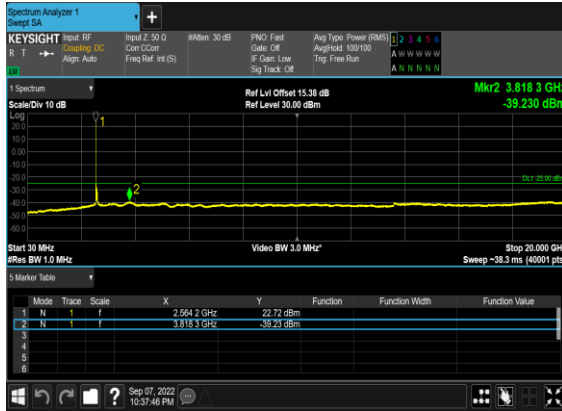 Spectrum Analyzer 1
Swept SA
+
KEYSIGHT Input: RF Input Z: 50 Ω #Atten: 30 dB PNO: Fast Avg Type: Power (RMS) 1 2 3 4 5 6
R T Coupling: DC Corr CCorr Gate: Off Avg|Hold: 100/100 A W W W W W
Align: Auto Freq Ref: Int (S) IF Gain: Low Trig: Free Run
LU Sig Track: Off A N N N N N
1 Spectrum Ref Lvl Offset 15.38 dB Mkr2 3.818 3 GHz
Scale/Div 10 dB Ref Level 30.00 dBm -39.230 dBm
Log
20.0
10.0
0.00
-10.0
-20.0
-30.0
-40.0
-50.0
-60.0
1
2
DL1 -25.00 dBm
Start 30 MHz Video BW 3.0 MHz* Stop 20.000 GHz
#Res BW 1.0 MHz Sweep ~38.3 ms (40001 pts)
5 Marker Table
Mode Trace Scale X Y Function Function Width Function Value
1 N 1 f 2.564 2 GHz 22.72 dBm
2 N 1 f 3.818 3 GHz -39.23 dBm
3
4
5
6
? Sep 07, 2022
10:37:46 PM